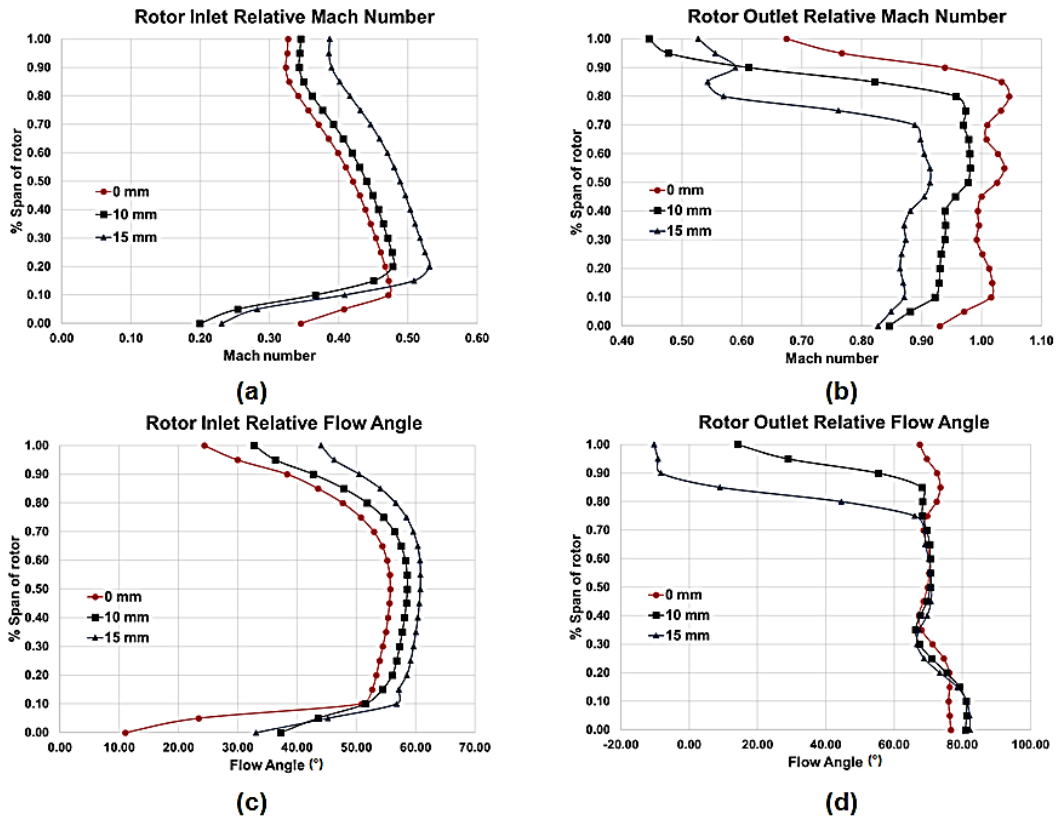 Rotor Inlet Relative Mach Number
1.00
0.90
0.80
0.70
0.60
0.50
0.40
0.30
0.20
0.10
0.00
% Span of rotor
0 mm
10 mm
15 mm
0.00 0.10 0.20 0.30 0.40 0.50 0.60
Mach number
(a)
Rotor Outlet Relative Mach Number
1.00
0.90
0.80
0.70
0.60
0.50
0.40
0.30
0.20
0.10
0.00
% Span of rotor
0 mm
10 mm
15 mm
0.40 0.50 0.60 0.70 0.80 0.90 1.00 1.10
Mach number
(b)
Rotor Inlet Relative Flow Angle
1.00
0.90
0.80
0.70
0.60
0.50
0.40
0.30
0.20
0.10
0.00
% Span of rotor
0 mm
10 mm
15 mm
0.00 10.00 20.00 30.00 40.00 50.00 60.00 70.00
Flow Angle (°)
(c)
Rotor Outlet Relative Flow Angle
1.00
0.90
0.80
0.70
0.60
0.50
0.40
0.30
0.20
0.10
0.00
% Span of rotor
0 mm
10 mm
15 mm
-20.00 0.00 20.00 40.00 60.00 80.00 100.00
Flow Angle (°)
(d)